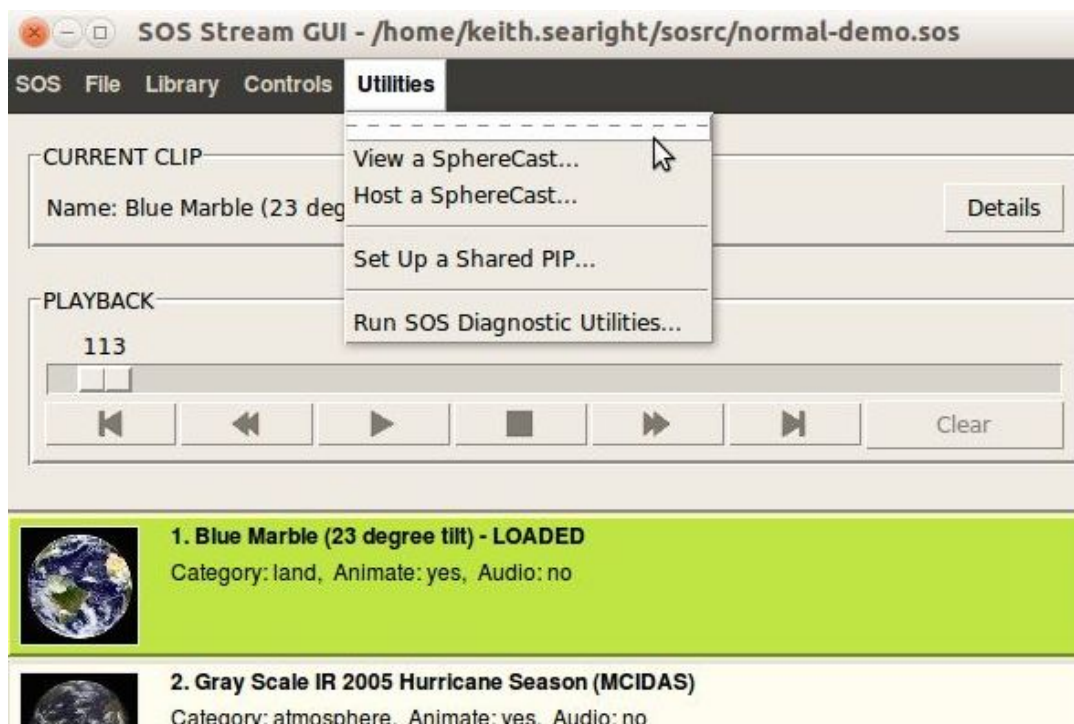 SOS Stream GUI - /home/keith.searight/sosrc/normal-demo.sos
SOS File Library Controls Utilities
View a SphereCast...
Host a SphereCast...
Set Up a Shared PIP...
Run SOS Diagnostic Utilities...
CURRENT CLIP
Name: Blue Marble (23 deg
Details
PLAYBACK
113
Clear
1. Blue Marble (23 degree tilt) - LOADED
Category: land, Animate: yes, Audio: no
2. Gray Scale IR 2005 Hurricane Season (MCIDAS)
Category: atmosphere, Animate: yes, Audio: no